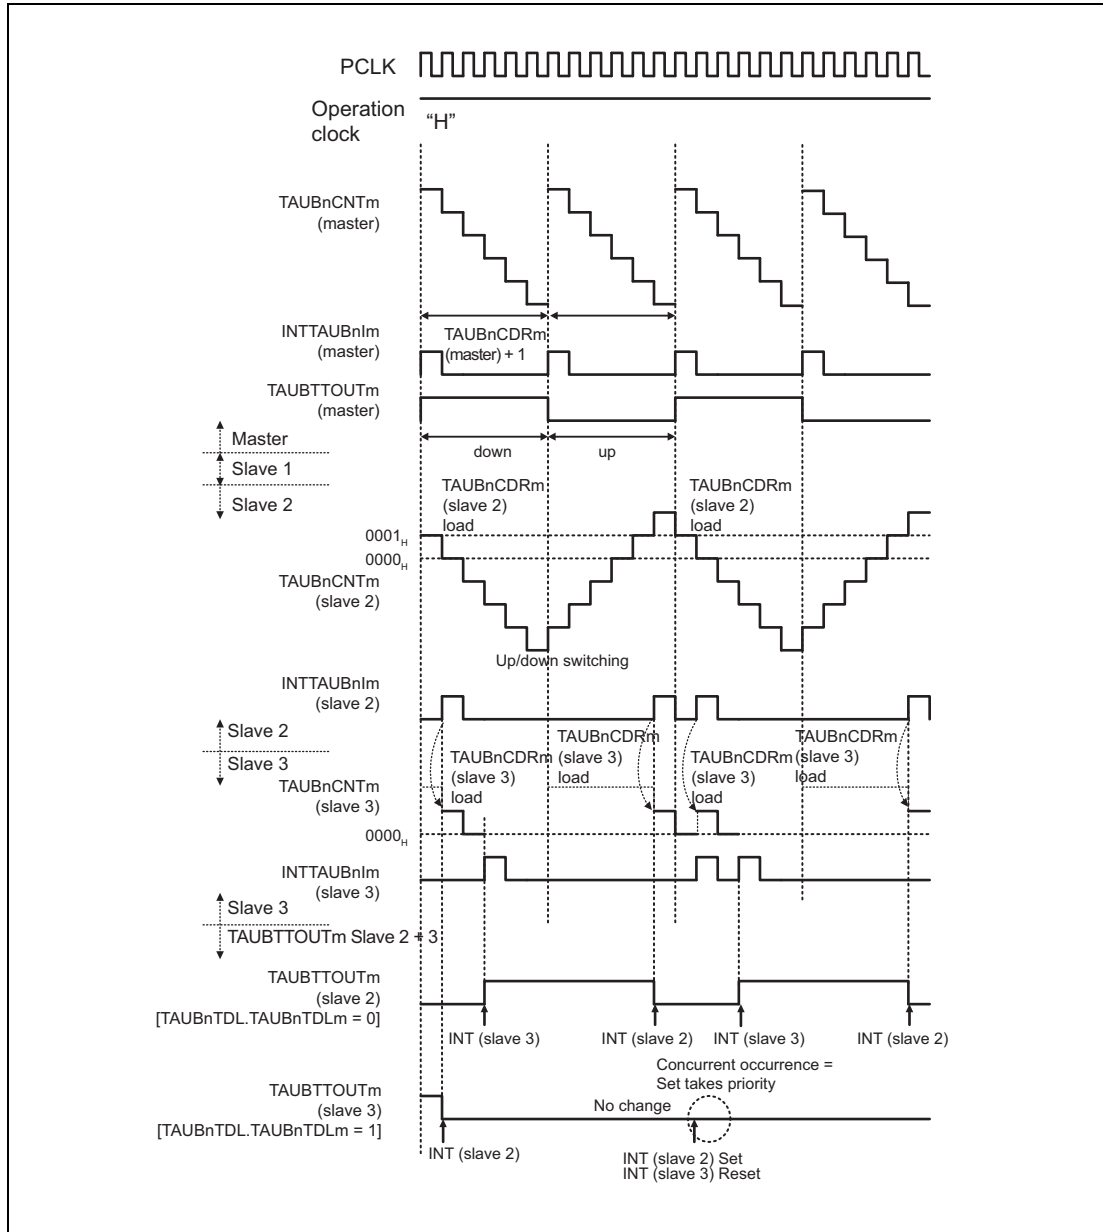 PCLK
Operation
clock
“H”
TAUBnCNTm
(master)
INTTAUBnIm
(master)
TAUBnCDRm
(master) + 1
TAUBTTOUTm
(master)
Master
Slave 1
Slave 2
down
up
TAUBnCDRm
(slave 2)
load
TAUBnCDRm
(slave 2)
load
0001H
0000H
TAUBnCNTm
(slave 2)
Up/down switching
INTTAUBnIm
(slave 2)
Slave 2
Slave 3
TAUBnCDRm
(slave 3)
load
TAUBnCDRm
(slave 3)
load
TAUBnCDRm
(slave 3)
load
TAUBnCDRm
(slave 3)
load
TAUBnCNTm
(slave 3)
0000H
INTTAUBnIm
(slave 3)
Slave 3
TAUBTTOUTm Slave 2 + 3
TAUBTTOUTm
(slave 2)
[TAUBnTDL.TAUBnTDLm = 0]
INT (slave 3)
INT (slave 2)
INT (slave 3)
INT (slave 2)
Concurrent occurrence =
Set takes priority
TAUBTTOUTm
(slave 3)
[TAUBnTDL.TAUBnTDLm = 1]
No change
INT (slave 2)
INT (slave 2) Set
INT (slave 3) Reset